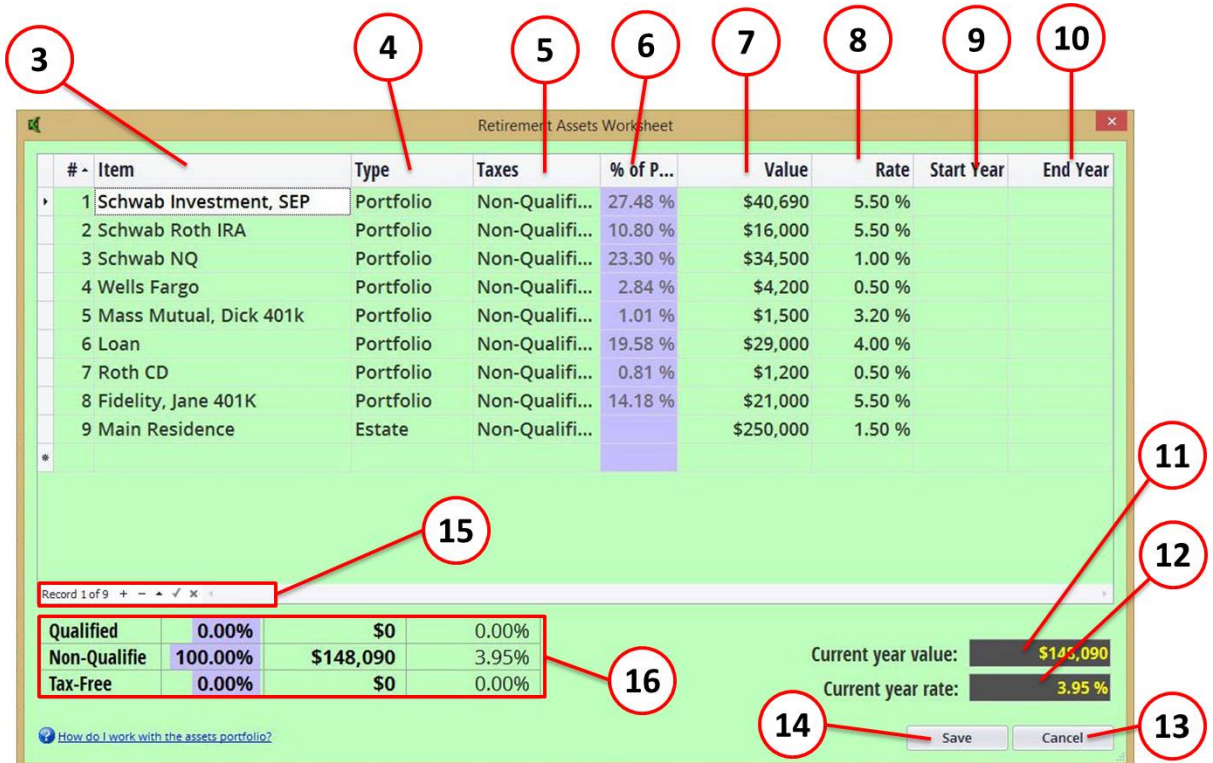 3 4 5 6 7 8 9 10
Retirement Assets Worksheet
# Item Type Taxes % of P... Value Rate Start Year End Year
1 Schwab Investment, SEP Portfolio Non-Qualifi... 27.48 % $40,690 5.50 %
2 Schwab Roth IRA Portfolio Non-Qualifi... 10.80 % $16,000 5.50 %
3 Schwab NQ Portfolio Non-Qualifi... 23.30 % $34,500 1.00 %
4 Wells Fargo Portfolio Non-Qualifi... 2.84 % $4,200 0.50 %
5 Mass Mutual, Dick 401k Portfolio Non-Qualifi... 1.01 % $1,500 3.20 %
6 Loan Portfolio Non-Qualifi... 19.58 % $29,000 4.00 %
7 Roth CD Portfolio Non-Qualifi... 0.81 % $1,200 0.50 %
8 Fidelity, Jane 401K Portfolio Non-Qualifi... 14.18 % $21,000 5.50 %
9 Main Residence Estate Non-Qualifi... $250,000 1.50 %
11
15
12
Record 1 of 9
Qualified 0.00% $0 0.00%
Non-Qualifie 100.00% $148,090 3.95% Current year value: $148,090
Tax-Free 0.00% $0 0.00% 16 Current year rate: 3.95 %
How do I work with the assets portfolio? 14 Save Cancel 13